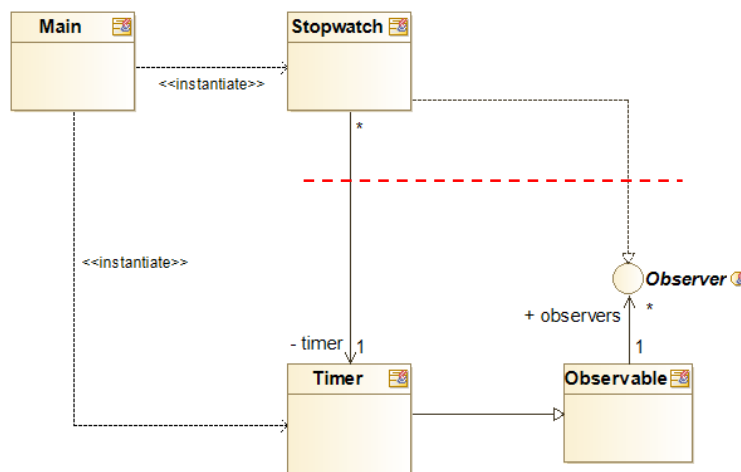 Main
Stopwatch
<<instantiate>>
*
<<instantiate>>
Observer
+ observers
*
- timer
1
1
Timer
Observable